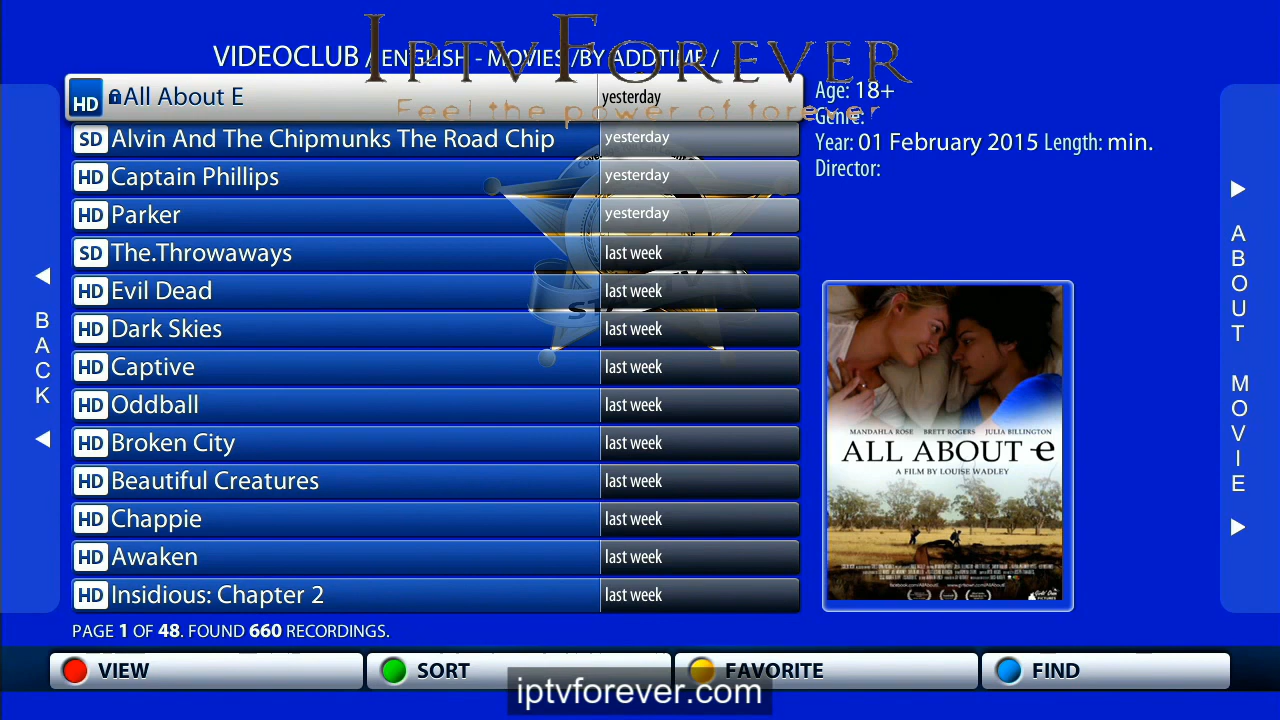 IPTVFOREVER
Feel the power of forever
VIDEOCLUB / ENGLISH - MOVIES /BY ADDTIME /
HD All About E yesterday
SD Alvin And The Chipmunks The Road Chip yesterday
HD Captain Phillips yesterday
HD Parker yesterday
SD The.Throwaways last week
HD Evil Dead last week
HD Dark Skies last week
HD Captive last week
HD Oddball last week
HD Broken City last week
HD Beautiful Creatures last week
HD Chappie last week
HD Awaken last week
HD Insidious: Chapter 2 last week
PAGE 1 OF 48. FOUND 660 RECORDINGS.
BACK
Age: 18+
Genre:
Year: 01 February 2015 Length: min.
Director:
MANDAHLA ROSE BRETT ROGERS JULIA BILLINGTON
ALL ABOUT e
A FILM BY LOUISE WADLEY
ABOUT MOVIE
VIEW SORT FAVORITE FIND
iptvforever.com